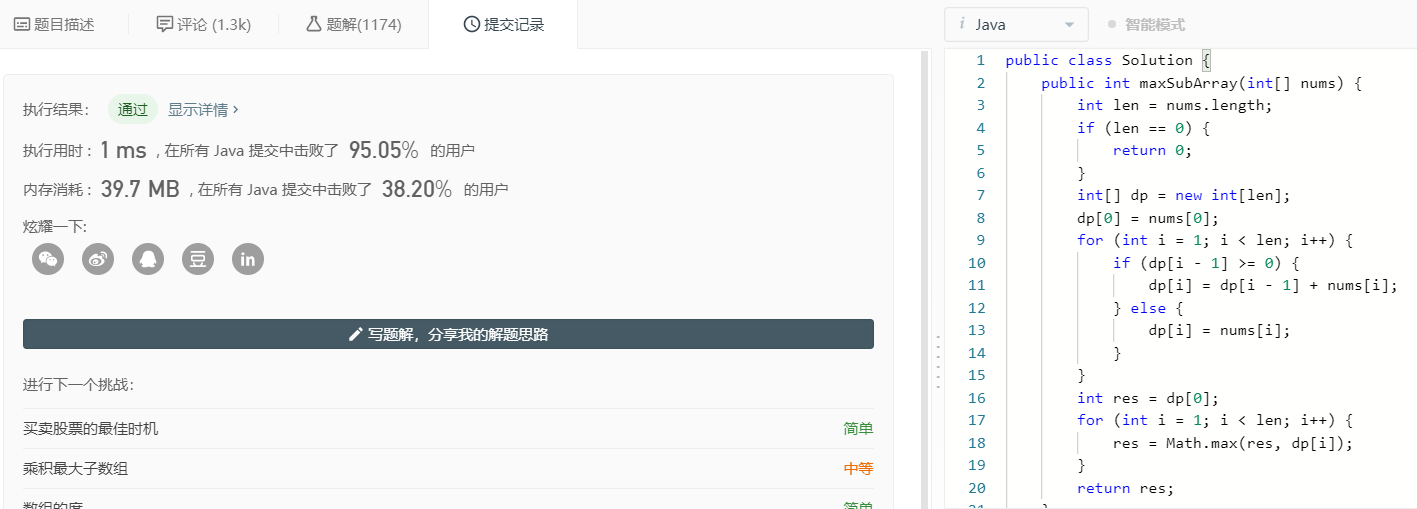 题目描述 评论 (1.3k) 题解(1174) 提交记录
执行结果: 通过 显示详情 ›
执行用时 : 1 ms , 在所有 Java 提交中击败了 95.05% 的用户
内存消耗 : 39.7 MB , 在所有 Java 提交中击败了 38.20% 的用户
炫耀一下:
豆 in
写题解，分享我的解题思路
进行下一个挑战:
买卖股票的最佳时机 简单
乘积最大子数组 中等
数组的度 简单
i Java 智能模式
1 public class Solution {
2 public int maxSubArray(int[] nums) {
3 int len = nums.length;
4 if (len == 0) {
5 return 0;
6 }
7 int[] dp = new int[len];
8 dp[0] = nums[0];
9 for (int i = 1; i < len; i++) {
10 if (dp[i - 1] >= 0) {
11 dp[i] = dp[i - 1] + nums[i];
12 } else {
13 dp[i] = nums[i];
14 }
15 }
16 int res = dp[0];
17 for (int i = 1; i < len; i++) {
18 res = Math.max(res, dp[i]);
19 }
20 return res;
21 }